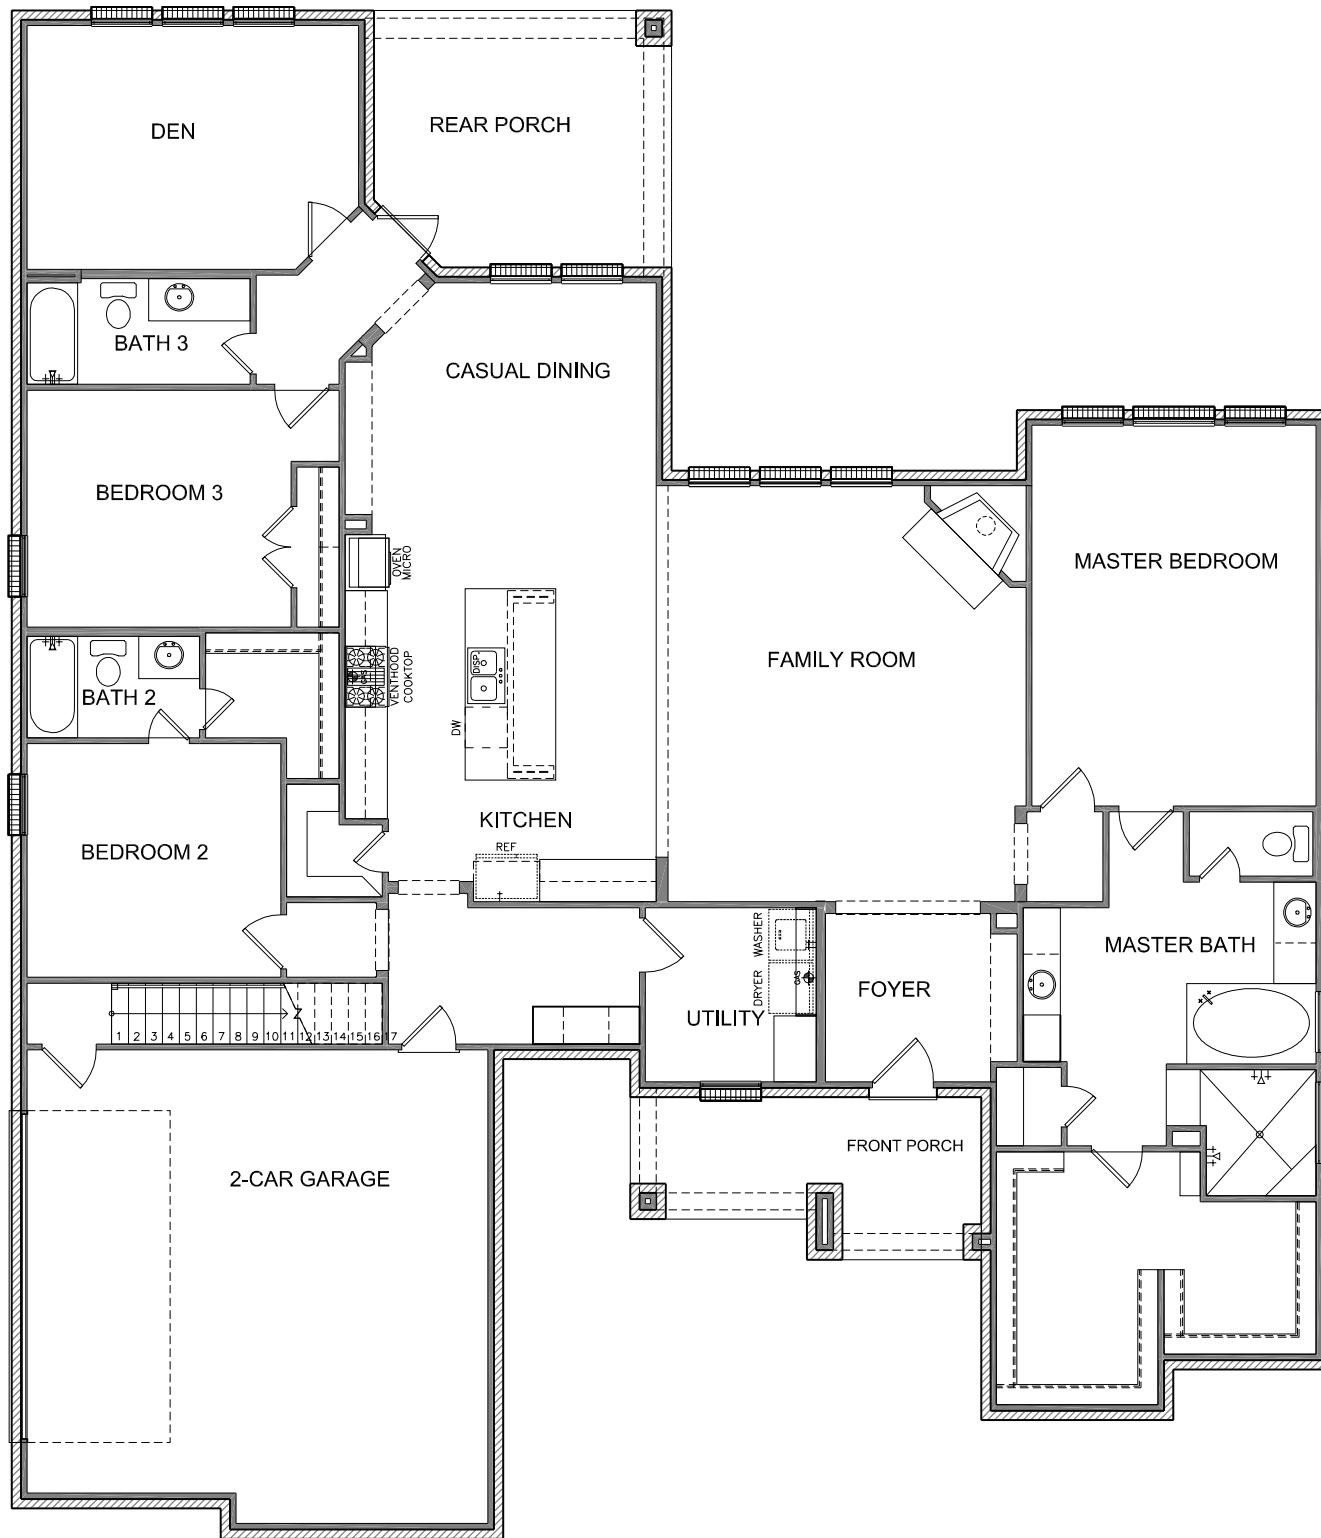 DEN
REAR PORCH
BATH 3
CASUAL DINING
BEDROOM 3
OVEN
MICRO
MASTER BEDROOM
FAMILY ROOM
DISP.
VENTHOOD
COOKTOP
GAS
BATH 2
DW
KITCHEN
REF
BEDROOM 2
WASHER
DRYER
GAS
MASTER BATH
FOYER
UTILITY
1 2 3 4 5 6 7 8 9 10 11 12 13 14 15 16 17
FRONT PORCH
2-CAR GARAGE